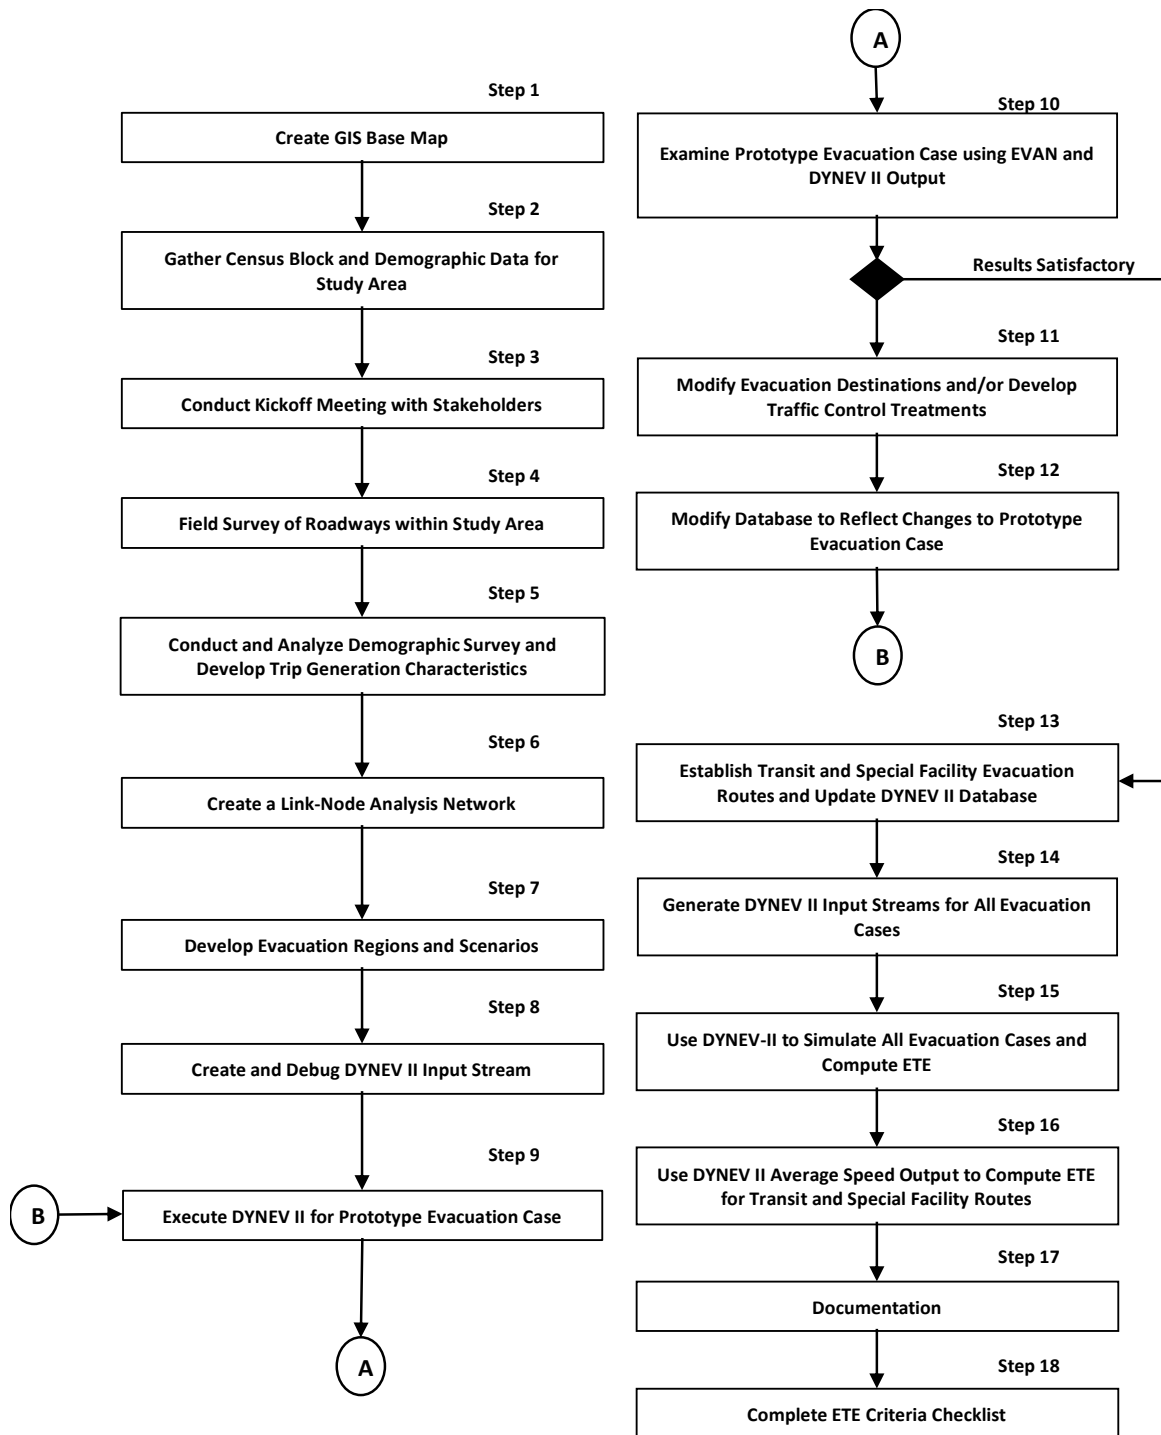 Step 1
Create GIS Base Map
Step 2
Gather Census Block and Demographic Data for
Study Area
Step 3
Conduct Kickoff Meeting with Stakeholders
Step 4
Field Survey of Roadways within Study Area
Step 5
Conduct and Analyze Demographic Survey and
Develop Trip Generation Characteristics
Step 6
Create a Link-Node Analysis Network
Step 7
Develop Evacuation Regions and Scenarios
Step 8
Create and Debug DYNEV II Input Stream
Step 9
B
Execute DYNEV II for Prototype Evacuation Case
A
A
Step 10
Examine Prototype Evacuation Case using EVAN and
DYNEV II Output
Results Satisfactory
Step 11
Modify Evacuation Destinations and/or Develop
Traffic Control Treatments
Step 12
Modify Database to Reflect Changes to Prototype
Evacuation Case
B
Step 13
Establish Transit and Special Facility Evacuation
Routes and Update DYNEV II Database
Step 14
Generate DYNEV II Input Streams for All Evacuation
Cases
Step 15
Use DYNEV-II to Simulate All Evacuation Cases and
Compute ETE
Step 16
Use DYNEV II Average Speed Output to Compute ETE
for Transit and Special Facility Routes
Step 17
Documentation
Step 18
Complete ETE Criteria Checklist